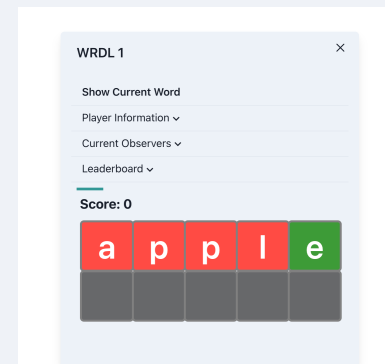 WRDL 1
Show Current Word
Player Information
Current Observers
Leaderboard
Score: 0
a p p l e